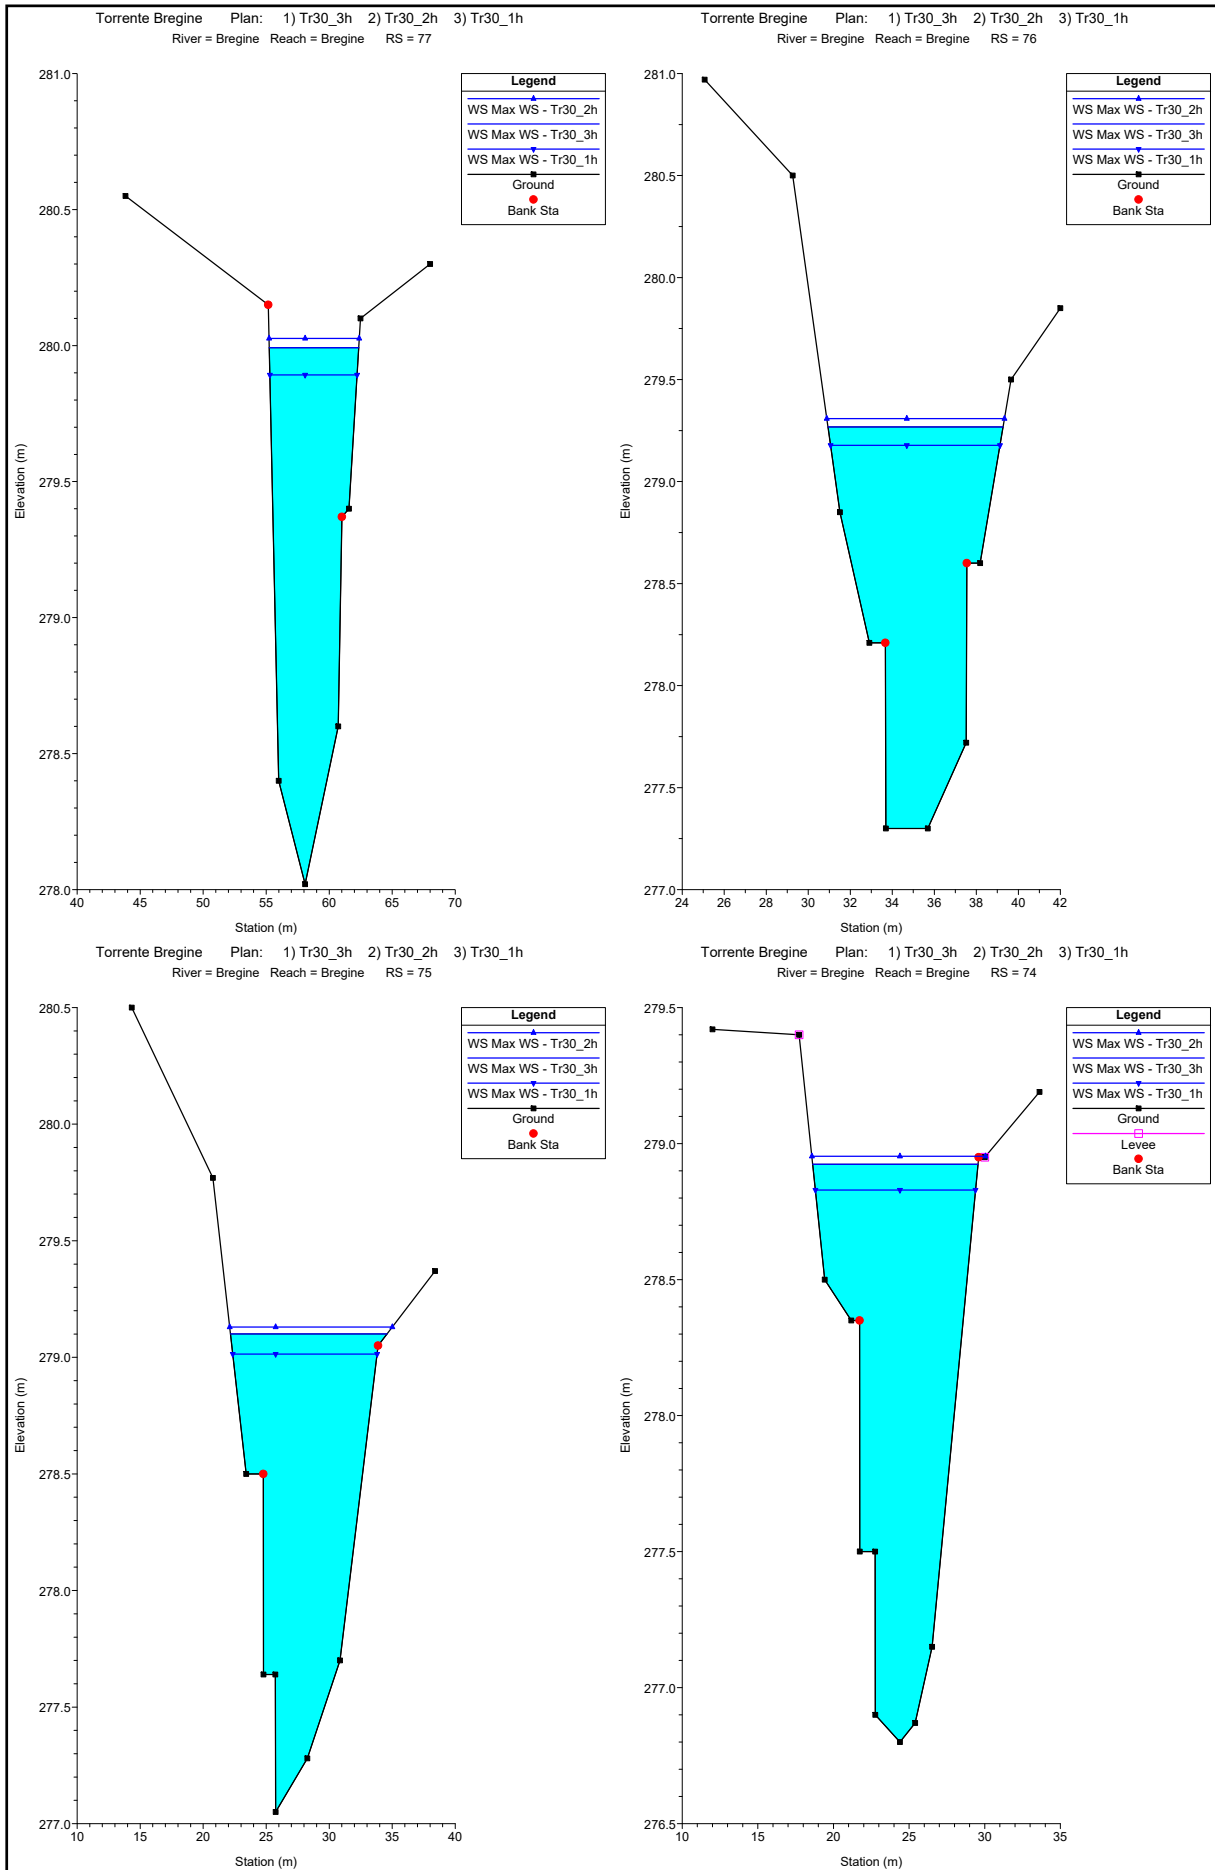 Torrente Bregine Plan: 1) Tr30_3h 2) Tr30_2h 3) Tr30_1h
River = Bregine Reach = Bregine RS = 77
281.0
280.5
280.0
279.5
279.0
278.5
278.0
Elevation (m)
40 45 50 55 60 65 70
Station (m)
Legend
WS Max WS - Tr30_2h
WS Max WS - Tr30_3h
WS Max WS - Tr30_1h
Ground
Bank Sta
Torrente Bregine Plan: 1) Tr30_3h 2) Tr30_2h 3) Tr30_1h
River = Bregine Reach = Bregine RS = 76
281.0
280.5
280.0
279.5
279.0
278.5
278.0
277.5
277.0
Elevation (m)
24 26 28 30 32 34 36 38 40 42
Station (m)
Legend
WS Max WS - Tr30_2h
WS Max WS - Tr30_3h
WS Max WS - Tr30_1h
Ground
Bank Sta
Torrente Bregine Plan: 1) Tr30_3h 2) Tr30_2h 3) Tr30_1h
River = Bregine Reach = Bregine RS = 75
280.5
280.0
279.5
279.0
278.5
278.0
277.5
277.0
Elevation (m)
10 15 20 25 30 35 40
Station (m)
Legend
WS Max WS - Tr30_2h
WS Max WS - Tr30_3h
WS Max WS - Tr30_1h
Ground
Bank Sta
Torrente Bregine Plan: 1) Tr30_3h 2) Tr30_2h 3) Tr30_1h
River = Bregine Reach = Bregine RS = 74
279.5
279.0
278.5
278.0
277.5
277.0
276.5
Elevation (m)
10 15 20 25 30 35
Station (m)
Legend
WS Max WS - Tr30_2h
WS Max WS - Tr30_3h
WS Max WS - Tr30_1h
Ground
Levee
Bank Sta